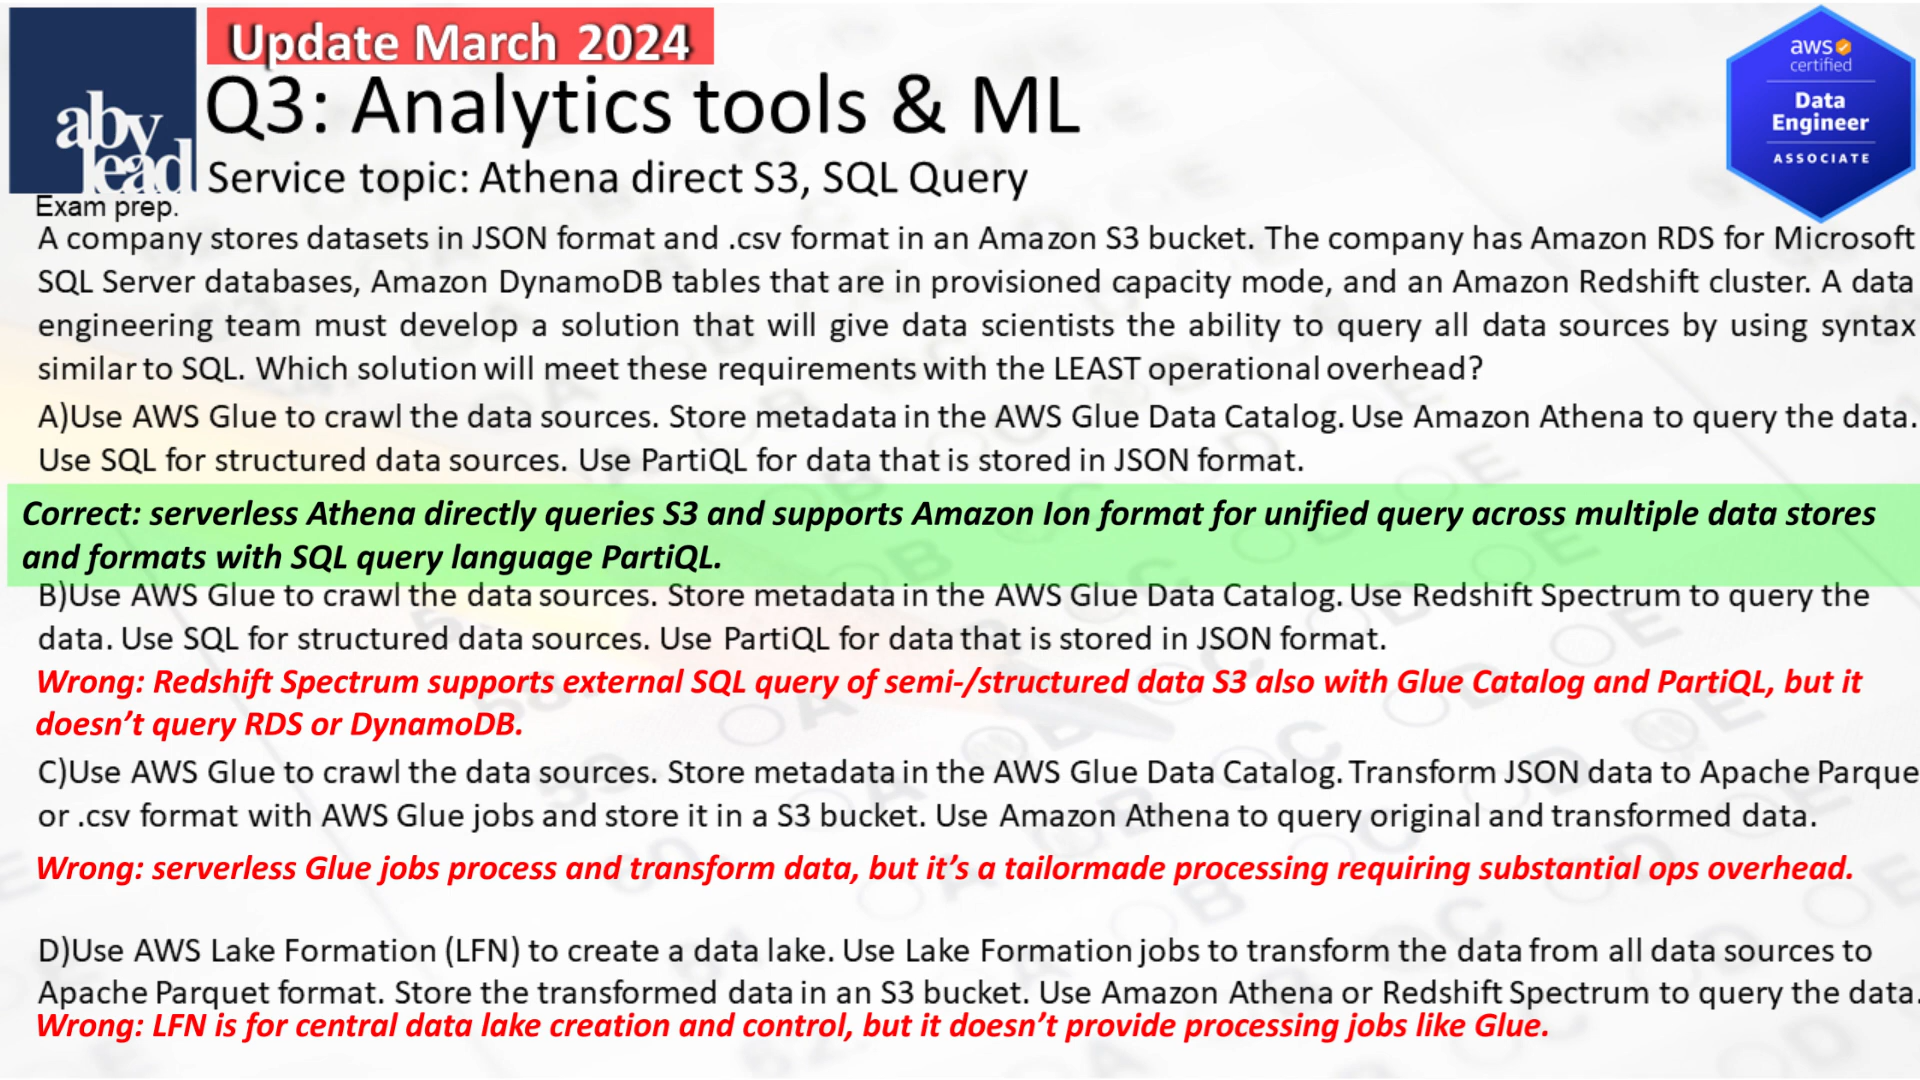 Update March 2024
aby
lead
Q3: Analytics tools & ML
Service topic: Athena direct S3, SQL Query
aws
certified
Data
Engineer
ASSOCIATE
Exam prep.
A company stores datasets in JSON format and .csv format in an Amazon S3 bucket. The company has Amazon RDS for Microsoft
SQL Server databases, Amazon DynamoDB tables that are in provisioned capacity mode, and an Amazon Redshift cluster. A data
engineering team must develop a solution that will give data scientists the ability to query all data sources by using syntax
similar to SQL. Which solution will meet these requirements with the LEAST operational overhead?
A)Use AWS Glue to crawl the data sources. Store metadata in the AWS Glue Data Catalog. Use Amazon Athena to query the data.
Use SQL for structured data sources. Use PartiQL for data that is stored in JSON format.
Correct: serverless Athena directly queries S3 and supports Amazon Ion format for unified query across multiple data stores
and formats with SQL query language PartiQL.
B)Use AWS Glue to crawl the data sources. Store metadata in the AWS Glue Data Catalog. Use Redshift Spectrum to query the
data. Use SQL for structured data sources. Use PartiQL for data that is stored in JSON format.
Wrong: Redshift Spectrum supports external SQL query of semi-/structured data S3 also with Glue Catalog and PartiQL, but it
doesn't query RDS or DynamoDB.
C)Use AWS Glue to crawl the data sources. Store metadata in the AWS Glue Data Catalog. Transform JSON data to Apache Parque
or .csv format with AWS Glue jobs and store it in a S3 bucket. Use Amazon Athena to query original and transformed data.
Wrong: serverless Glue jobs process and transform data, but it's a tailormade processing requiring substantial ops overhead.
D)Use AWS Lake Formation (LFN) to create a data lake. Use Lake Formation jobs to transform the data from all data sources to
Apache Parquet format. Store the transformed data in an S3 bucket. Use Amazon Athena or Redshift Spectrum to query the data.
Wrong: LFN is for central data lake creation and control, but it doesn't provide processing jobs like Glue.